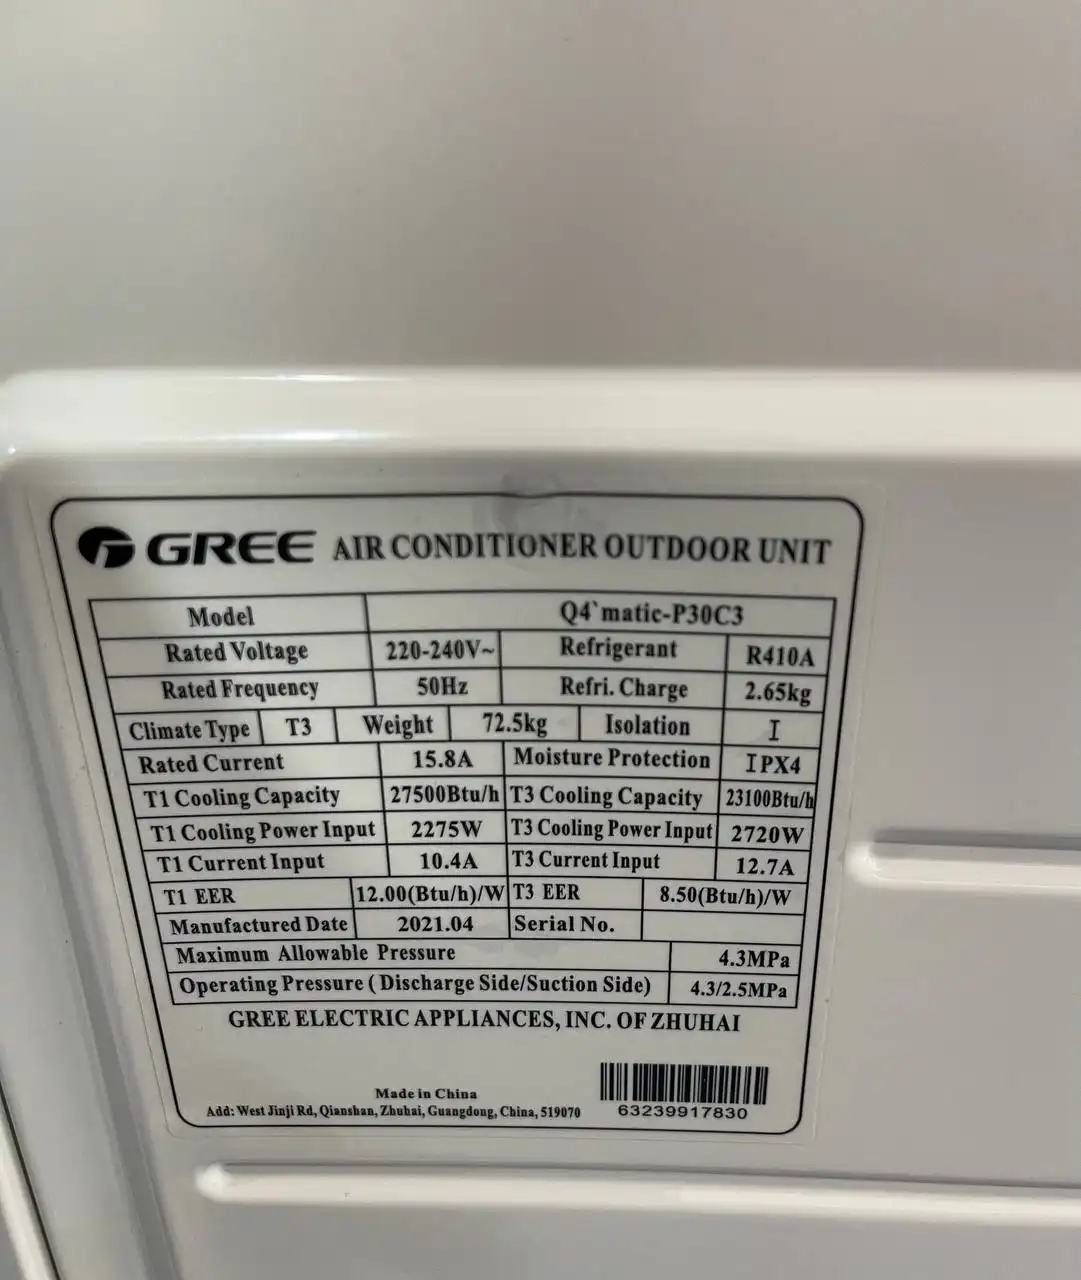 GREE AIR CONDITIONER OUTDOOR UNIT
Model Q4`matic-P30C3
Rated Voltage 220-240V~ Refrigerant R410A
Rated Frequency 50Hz Refri. Charge 2.65kg
Climate Type T3 Weight 72.5kg Isolation I
Rated Current 15.8A Moisture Protection IPX4
T1 Cooling Capacity 27500Btu/h T3 Cooling Capacity 23100Btu/h
T1 Cooling Power Input 2275W T3 Cooling Power Input 2720W
T1 Current Input 10.4A T3 Current Input 12.7A
T1 EER 12.00(Btu/h)/W T3 EER 8.50(Btu/h)/W
Manufactured Date 2021.04 Serial No.
Maximum Allowable Pressure 4.3MPa
Operating Pressure ( Discharge Side/Suction Side) 4.3/2.5MPa
GREE ELECTRIC APPLIANCES, INC. OF ZHUHAI
Made in China
Add: West Jinji Rd, Qianshan, Zhuhai, Guangdong, China, 519070
63239917830